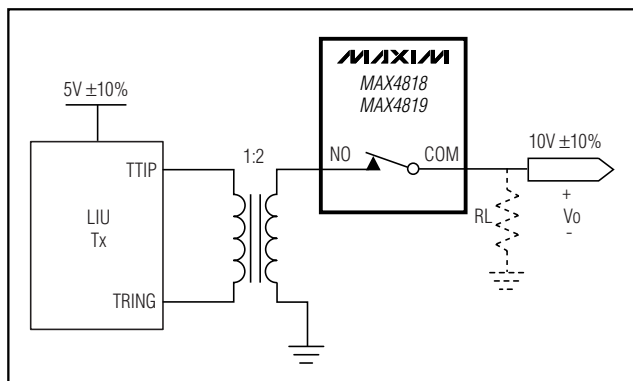 MAXIM
MAX4818
MAX4819
5V ±10%
1:2
NO
COM
10V ±10%
TTIP
LIU
Tx
TRING
RL
+
Vo
-